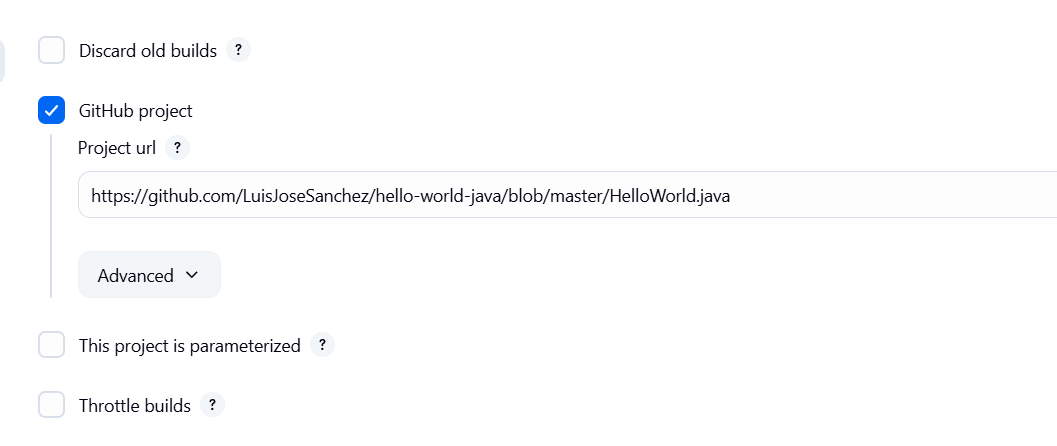 Discard old builds ?
GitHub project
Project url ?
https://github.com/LuisJoseSanchez/hello-world-java/blob/master/HelloWorld.java
Advanced
This project is parameterized ?
Throttle builds ?